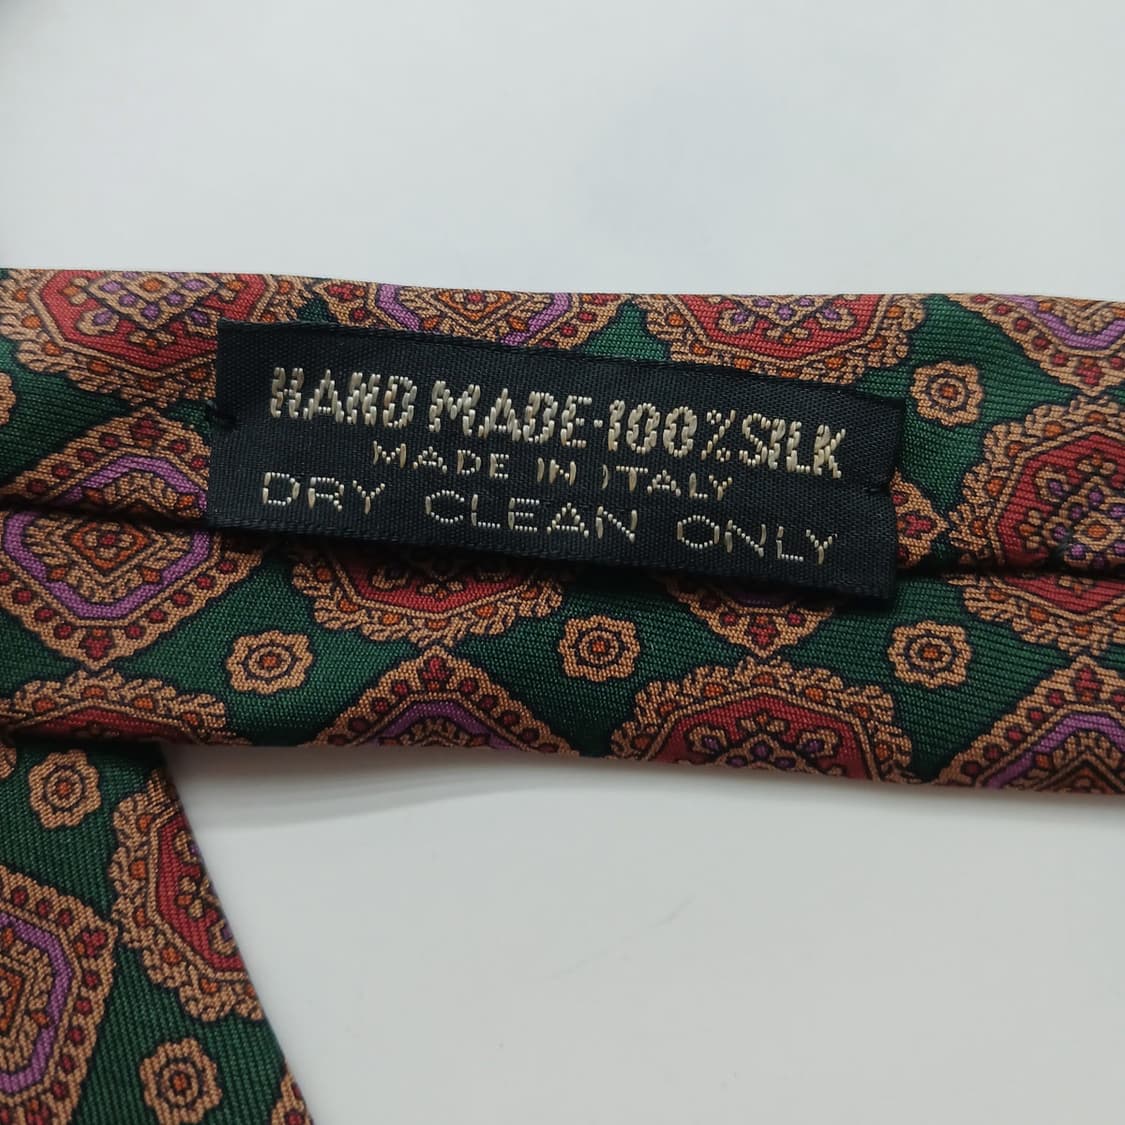 HAND MADE·100% SILK
MADE IN ITALY
DRY CLEAN ONLY